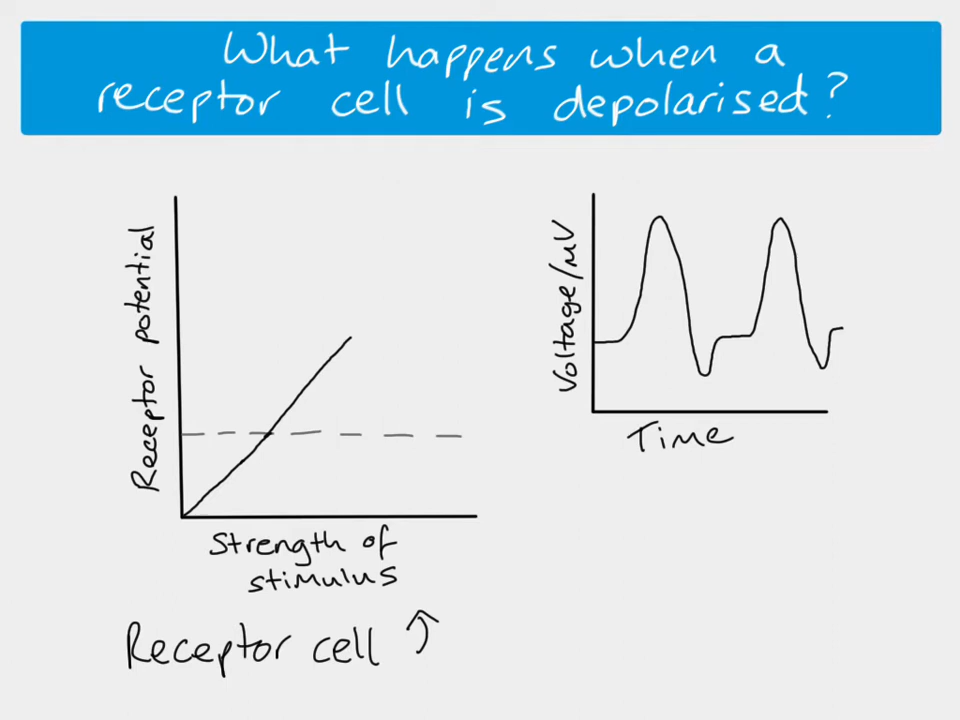 What happens when a
receptor cell is depolarised?
Receptor potential
Strength of
stimulus
Receptor cell ↑
Voltage/mV
Time